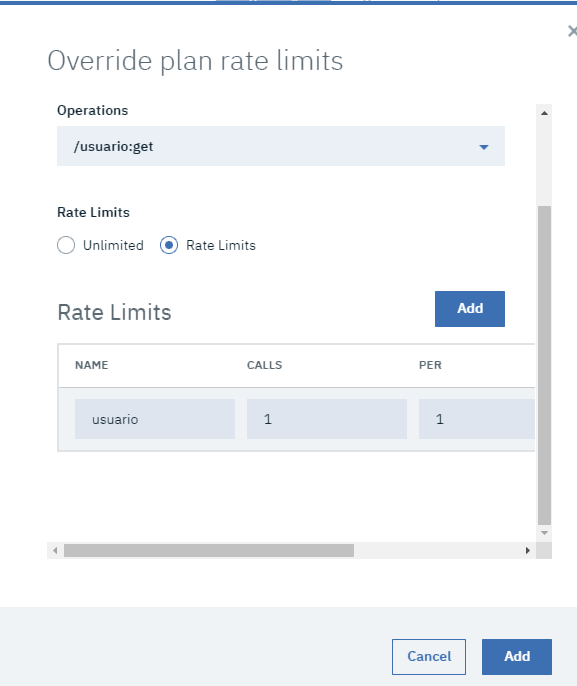 Override plan rate limits
Operations
/usuario:get
Rate Limits
Unlimited Rate Limits
Rate Limits Add
NAME CALLS PER
usuario 1 1
Cancel Add